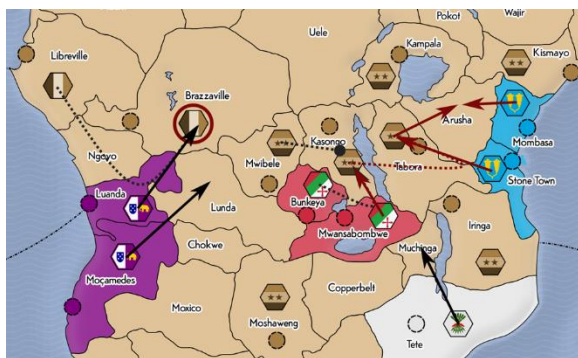 Pokot
Wajir
Uele
Libreville
Kampala
Kismayo
Brazzaville
Arusha
Ngoyo
Kasongo
Mombasa
Mwibele
Tabora
Luanda
Bunkeya
Stone Town
Lunda
Mwansabombwe
Iringa
Chokwe
Muchinga
Moçamedes
Copperbelt
Moxico
Moshaweng
Tete